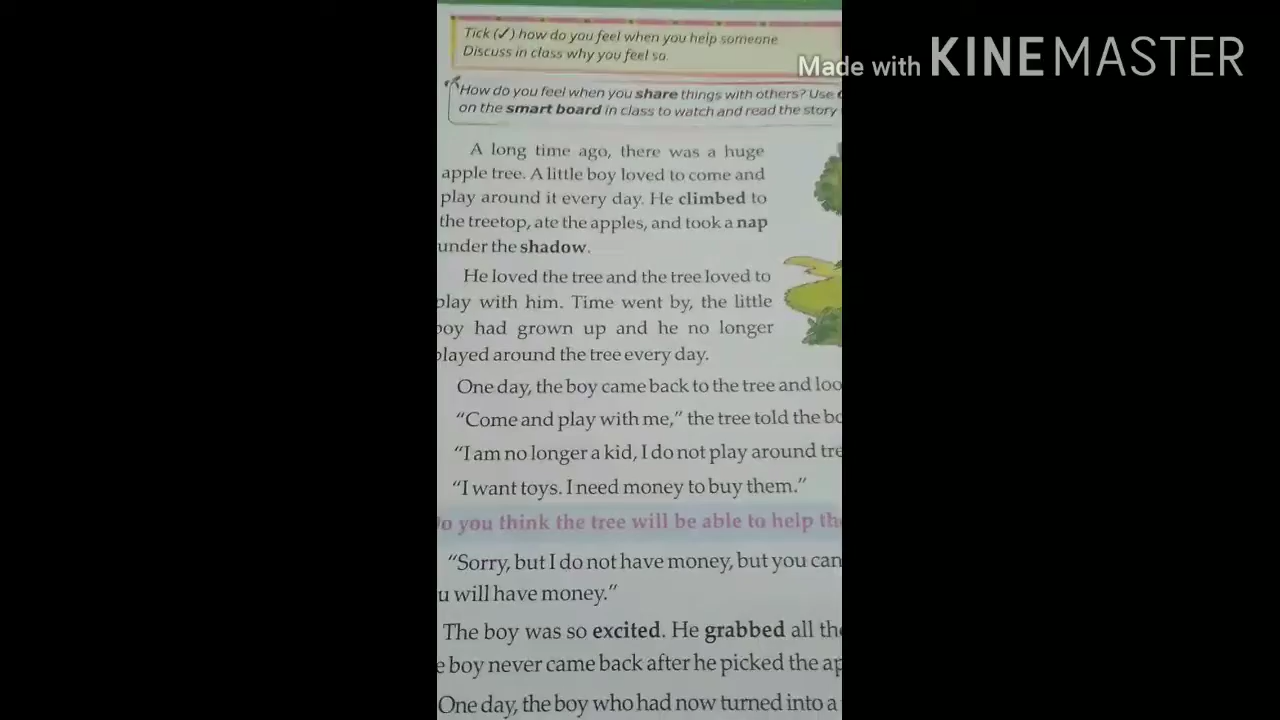 Tick (✓) how do you feel when you help someone
Discuss in class why you feel so.
Made with KINEMASTER
How do you feel when you share things with others? Use
on the smart board in class to watch and read the story
A long time ago, there was a huge
apple tree. A little boy loved to come and
play around it every day. He climbed to
the treetop, ate the apples, and took a nap
under the shadow.
He loved the tree and the tree loved to
play with him. Time went by, the little
boy had grown up and he no longer
played around the tree every day.
One day, the boy came back to the tree and loo
"Come and play with me," the tree told the bo
"I am no longer a kid, I do not play around tre
"I want toys. I need money to buy them."
o you think the tree will be able to help th
"Sorry, but I do not have money, but you can
u will have money."
The boy was so excited. He grabbed all the
e boy never came back after he picked the ap
One day, the boy who had now turned into a